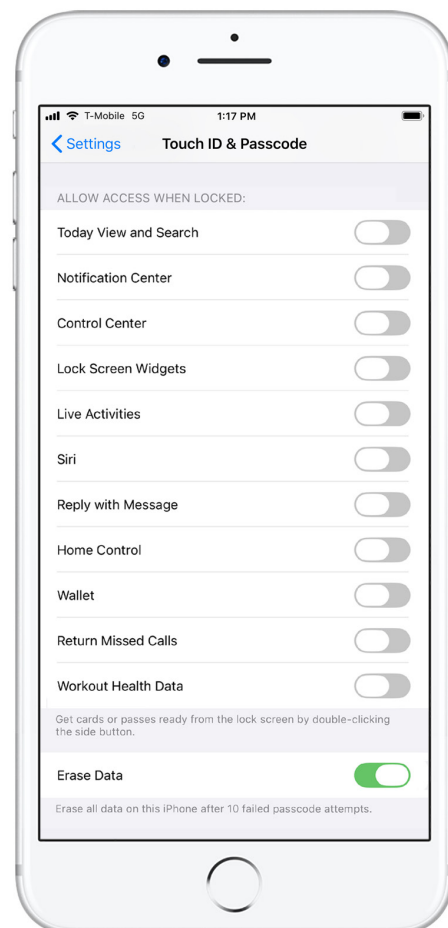 T-Mobile 5G 1:17 PM
Settings Touch ID & Passcode
ALLOW ACCESS WHEN LOCKED:
Today View and Search
Notification Center
Control Center
Lock Screen Widgets
Live Activities
Siri
Reply with Message
Home Control
Wallet
Return Missed Calls
Workout Health Data
Get cards or passes ready from the lock screen by double-clicking
the side button.
Erase Data
Erase all data on this iPhone after 10 failed passcode attempts.